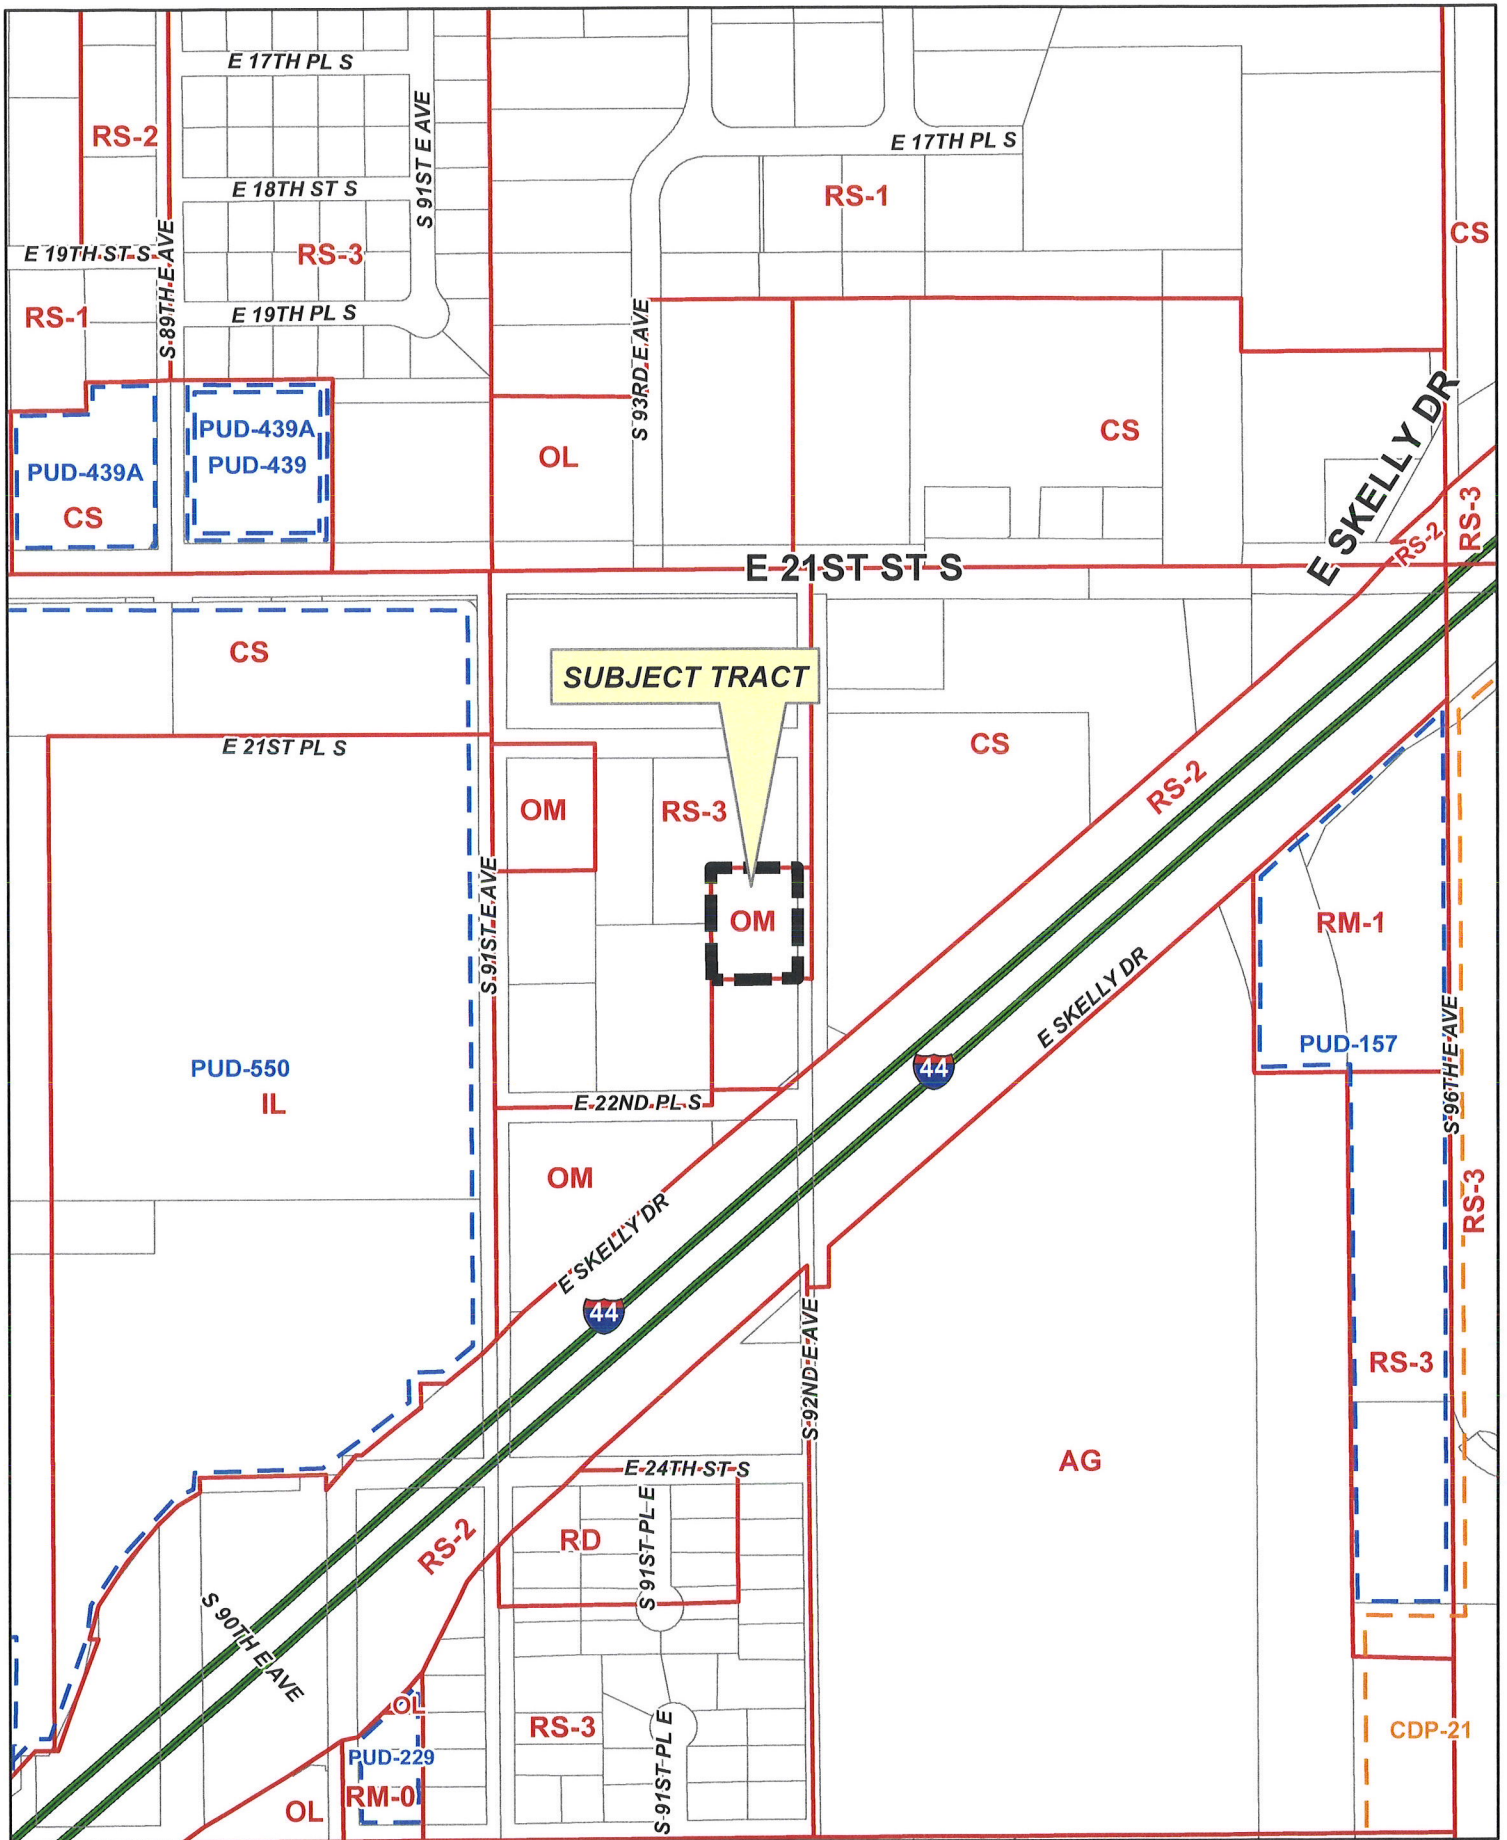 E 17TH PL S
RS-2
S 91ST E AVE
E 17TH PL S
E 18TH ST S
RS-1
CS
E 19TH ST S
S 89TH E AVE
RS-3
RS-1
E 19TH PL S
S 93RD E AVE
E SKELLY DR
PUD-439A
PUD-439
PUD-439A
CS
OL
CS
RS-3
RS-2
E 21ST ST S
CS
SUBJECT TRACT
E 21ST PL S
CS
RS-2
OM
RS-3
S 91ST E AVE
OM
RM-1
E SKELLY DR
PUD-157
S 96TH E AVE
PUD-550
IL
44
E 22ND PL S
OM
RS-3
E SKELLY DR
44
S 92ND E AVE
RS-3
E 24TH ST S
AG
RS-2
RD
S 91ST PL E
S 90TH E AVE
OL
RS-3
S 91ST PL E
CDP-21
PUD-229
RM-0
OL